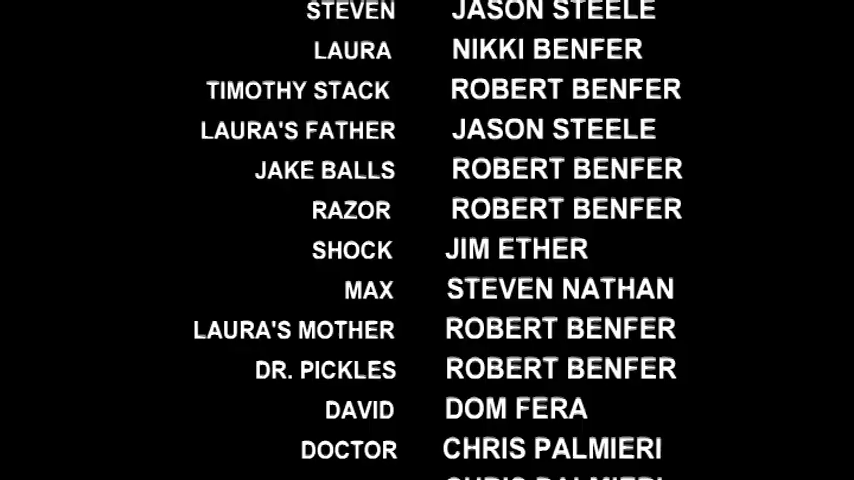 STEVEN JASON STEELE
LAURA NIKKI BENFER
TIMOTHY STACK ROBERT BENFER
LAURA'S FATHER JASON STEELE
JAKE BALLS ROBERT BENFER
RAZOR ROBERT BENFER
SHOCK JIM ETHER
MAX STEVEN NATHAN
LAURA'S MOTHER ROBERT BENFER
DR. PICKLES ROBERT BENFER
DAVID DOM FERA
DOCTOR CHRIS PALMIERI
CHRIS PALMIERI